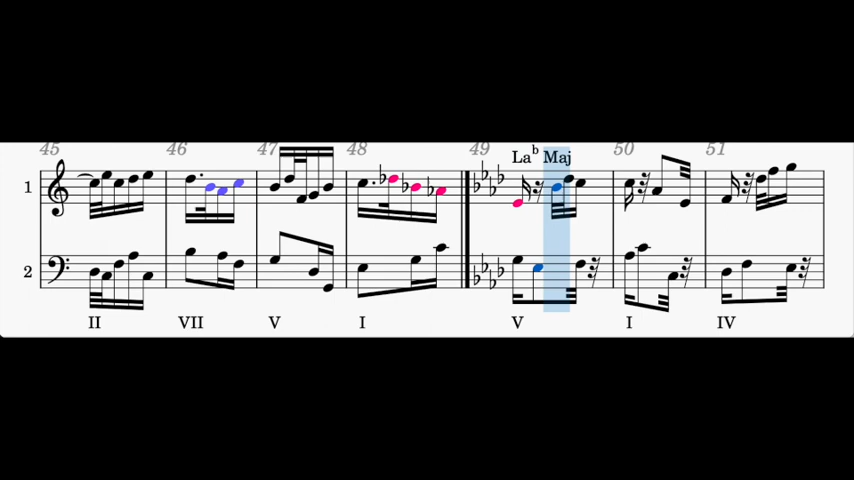 45 46 47 48 49 50 51
La♭ Maj
1
2
II VII V I V I IV